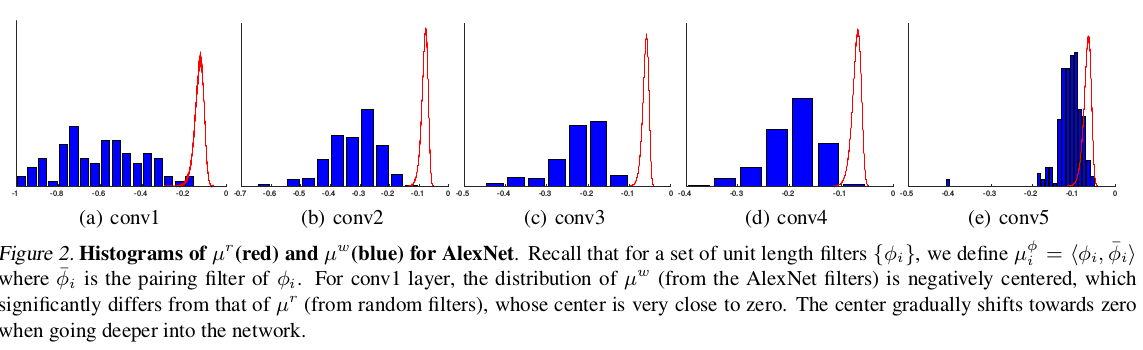 -1 -0.8 -0.6 -0.4 -0.2 0
-0.7 -0.6 -0.5 -0.4 -0.3 -0.2 -0.1 0
-0.5 -0.4 -0.3 -0.2 -0.1 0
-0.4 -0.3 -0.2 -0.1 0
-0.5 -0.4 -0.3 -0.2 -0.1 0
(a) conv1
(b) conv2
(c) conv3
(d) conv4
(e) conv5
Figure 2. Histograms of μ^r(red) and μ^w(blue) for AlexNet. Recall that for a set of unit length filters {ϕ_i}, we define μ_i^ϕ = ⟨ϕ_i, ϕ̄_i⟩
where ϕ̄_i is the pairing filter of ϕ_i. For conv1 layer, the distribution of μ^w (from the AlexNet filters) is negatively centered, which
significantly differs from that of μ^r (from random filters), whose center is very close to zero. The center gradually shifts towards zero
when going deeper into the network.